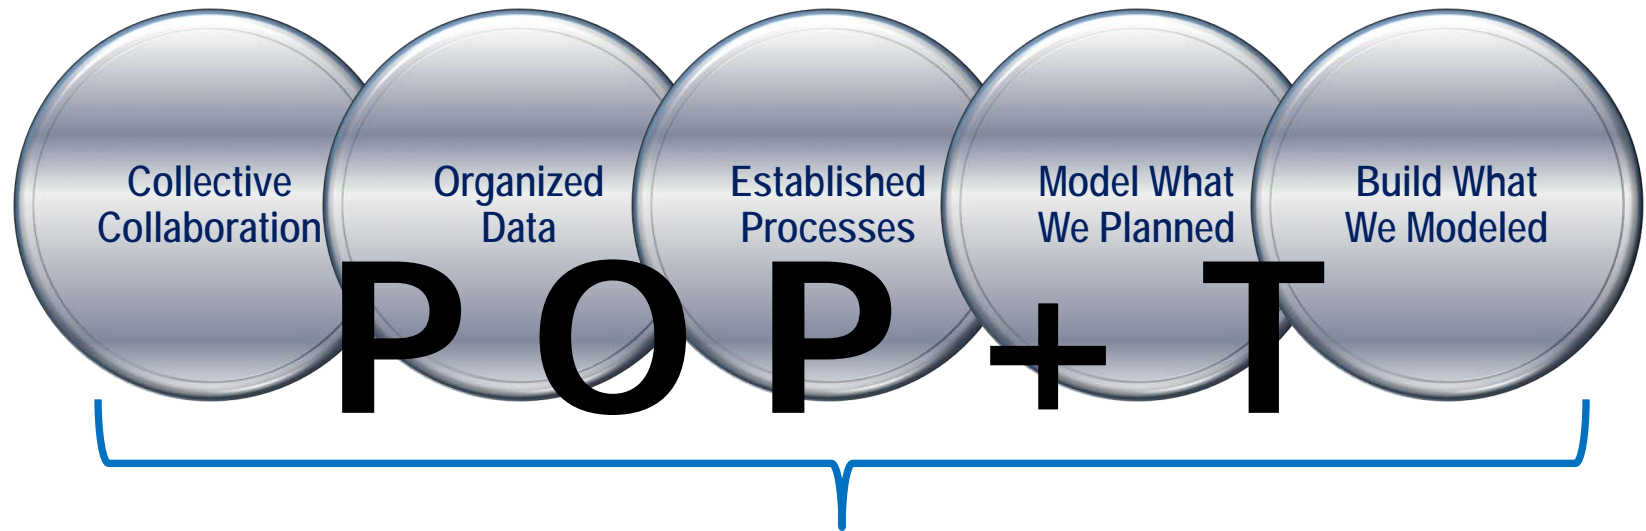 Collective
Collaboration
Organized
Data
Established
Processes
Model What
We Planned
Build What
We Modeled
P O P + T